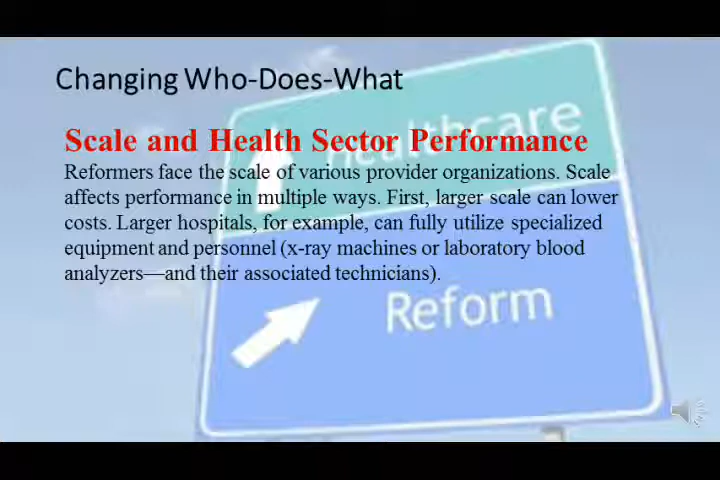 Changing Who-Does-What
Scale and Health Sector Performance
Reformers face the scale of various provider organizations. Scale
affects performance in multiple ways. First, larger scale can lower
costs. Larger hospitals, for example, can fully utilize specialized
equipment and personnel (x-ray machines or laboratory blood
analyzers—and their associated technicians).
Healthcare
Reform